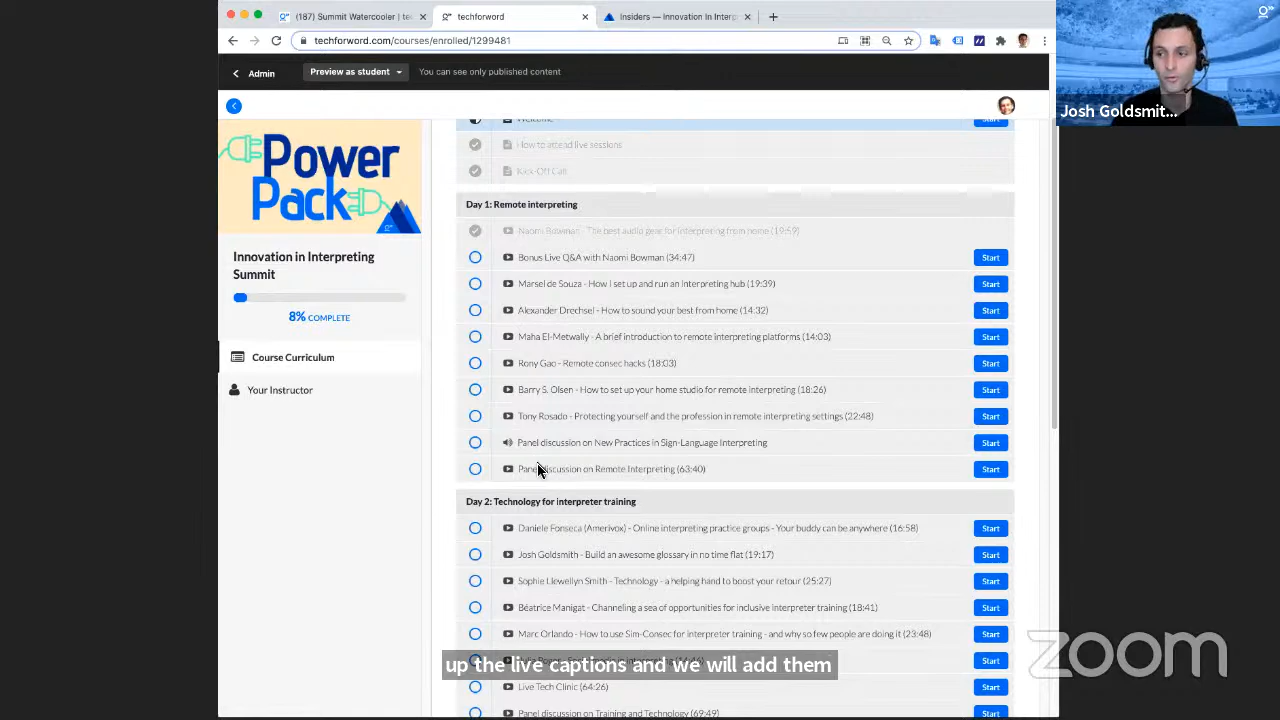 (187) Summit Watercooler | tec
techforword
Insiders — Innovation In Interp
techforword.com/courses/enrolled/1299481
Admin
Preview as student
You can see only published content
Josh Goldsmit...
Power
Pack
Innovation in Interpreting
Summit
8% COMPLETE
Course Curriculum
Your Instructor
Welcome
Start
How to attend live sessions
Kick-Off Call
Day 1: Remote interpreting
Naomi Bowman - The best audio gear for interpreting from home (19:59)
Bonus Live Q&A with Naomi Bowman (34:47)
Start
Marsel de Souza - How I set up and run an interpreting hub (19:39)
Start
Alexander Drechsel - How to sound your best from home (14:32)
Start
Maha El-Metwally - A brief introduction to remote interpreting platforms (14:03)
Start
Rony Gao - Remote consec hacks (18:03)
Start
Barry S. Olsen - How to set up your home studio for remote interpreting (18:26)
Start
Tony Rosado - Protecting yourself and the profession in remote interpreting settings (22:48)
Start
Panel discussion on New Practices in Sign-Language Interpreting
Start
Panel discussion on Remote Interpreting (63:40)
Start
Day 2: Technology for interpreter training
Daniele Fonseca (Amerivox) - Online interpreting practice groups - Your buddy can be anywhere (16:58)
Start
Josh Goldsmith - Build an awesome glossary in no time flat (19:17)
Start
Sophie Llewellyn Smith - Technology - a helping hand to boost your retour (25:27)
Start
Béatrice Manigat - Channeling a sea of opportunities for inclusive interpreter training (18:41)
Start
Marc Orlando - How to use Sim-Consec for interpreter training - and why so few people are doing it (23:48)
Start
up the live captions and we will add them
Start
Live Tech Clinic (64:26)
Start
Panel discussion on Training and Technology (69:49)
Start
zoom